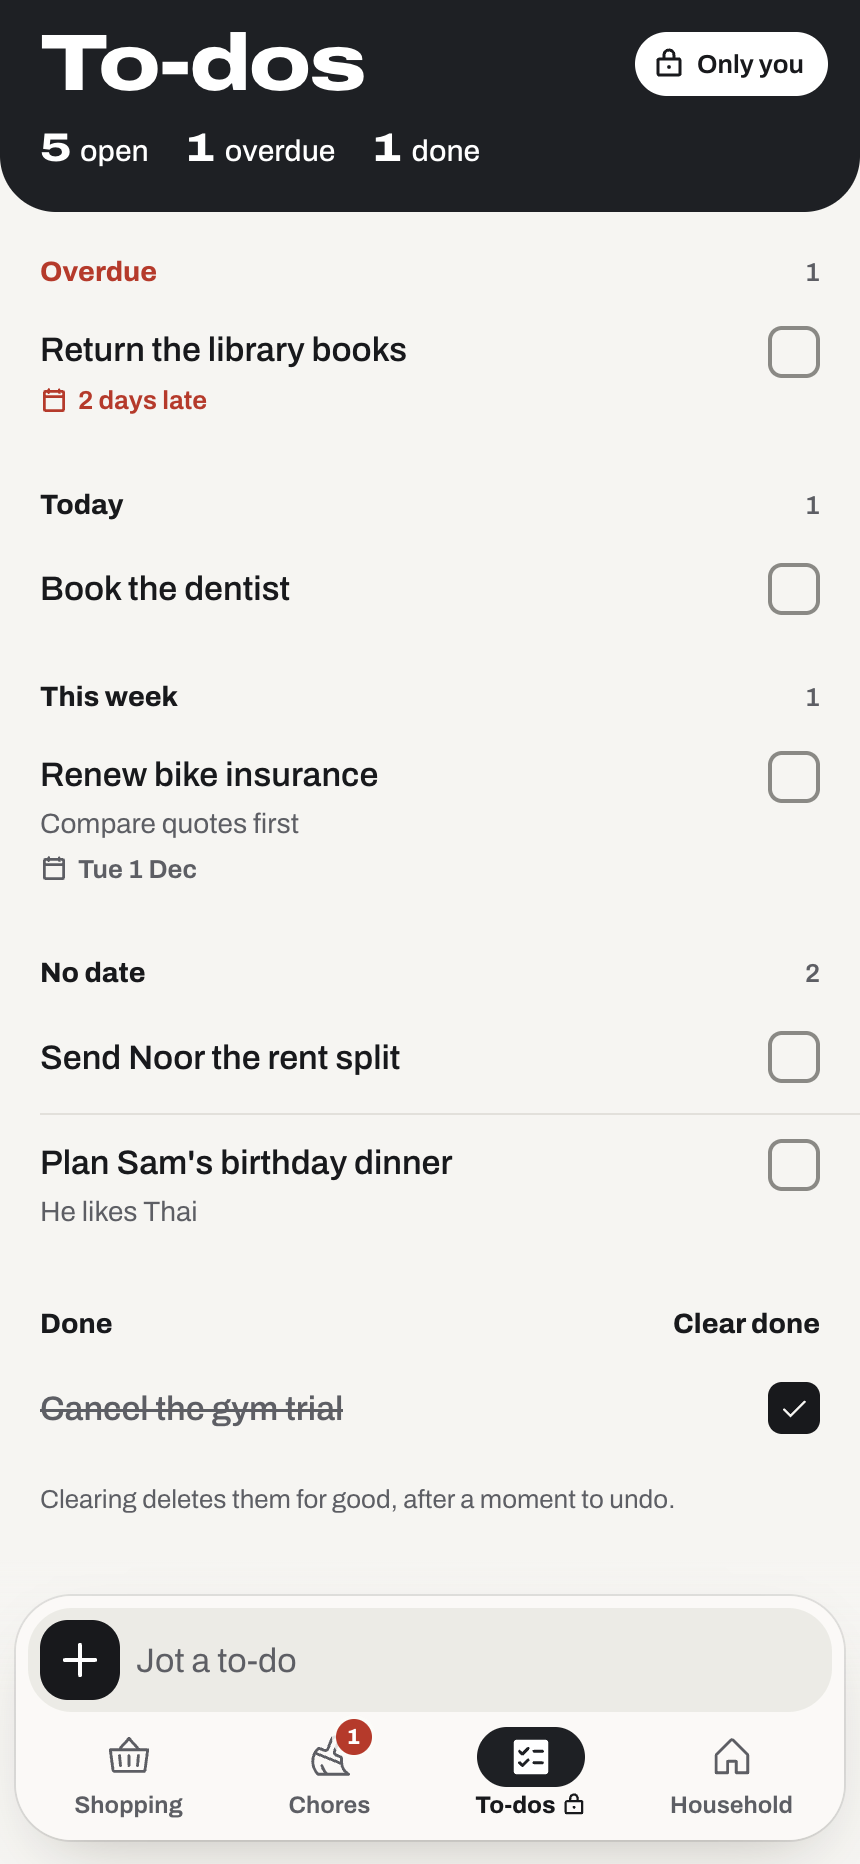 To-dos
Only you
5 open 1 overdue 1 done
Overdue 1
Return the library books
2 days late
Today 1
Book the dentist
This week 1
Renew bike insurance
Compare quotes first
Tue 1 Dec
No date 2
Send Noor the rent split
Plan Sam's birthday dinner
He likes Thai
Done Clear done
Cancel the gym trial
Clearing deletes them for good, after a moment to undo.
Jot a to-do
1
Shopping Chores To-dos Household